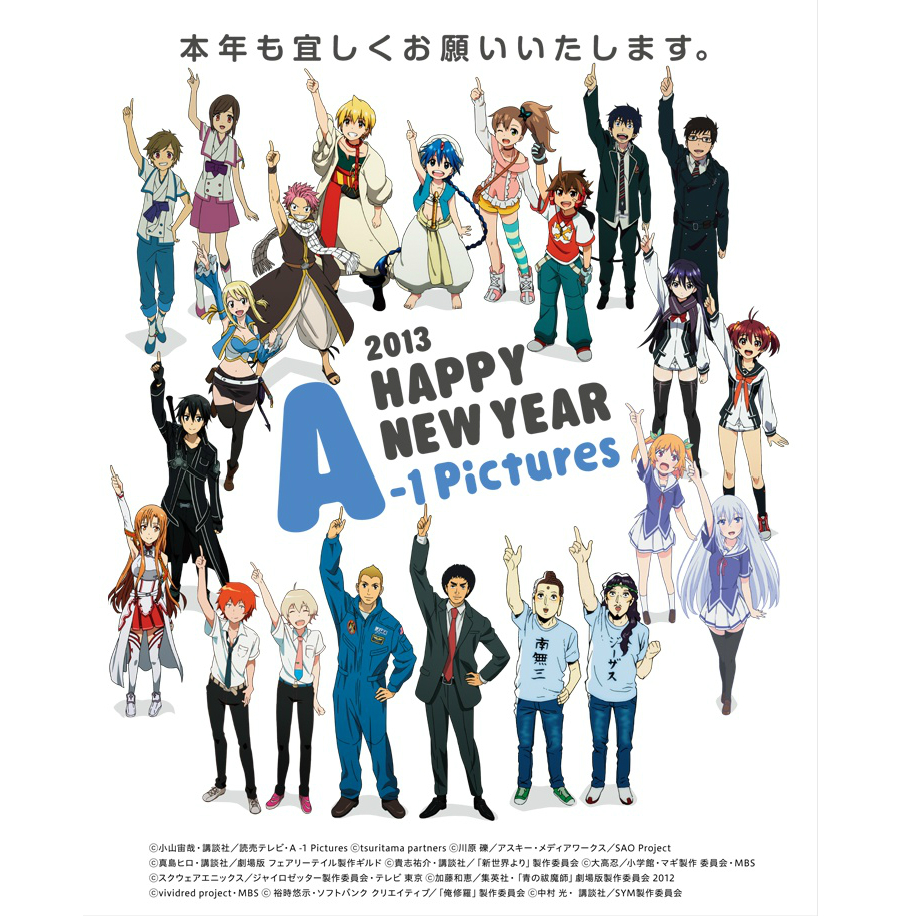 本年も宜しくお願いいたします。
2013
HAPPY
NEW YEAR
A-1 Pictures
南無三
ジーザス
©小山宙哉・講談社／読売テレビ・A -1 Pictures ©tsuritama partners ©川原 礫／アスキー・メディアワークス／SAO Project
©真島ヒロ・講談社／劇場版 フェアリーテイル製作ギルド ©貴志祐介・講談社／「新世界より」製作委員会 ©大高忍／小学館・マギ製作 委員会・MBS
©スクウェアエニックス／ジャイロゼッター製作委員会・テレビ 東京 ©加藤和恵／集英社・「青の祓魔師」劇場版製作委員会 2012
©vividred project・MBS © 裕時悠示・ソフトバンク クリエイティブ／「俺修羅」製作委員会 ©中村 光・ 講談社／SYM製作委員会